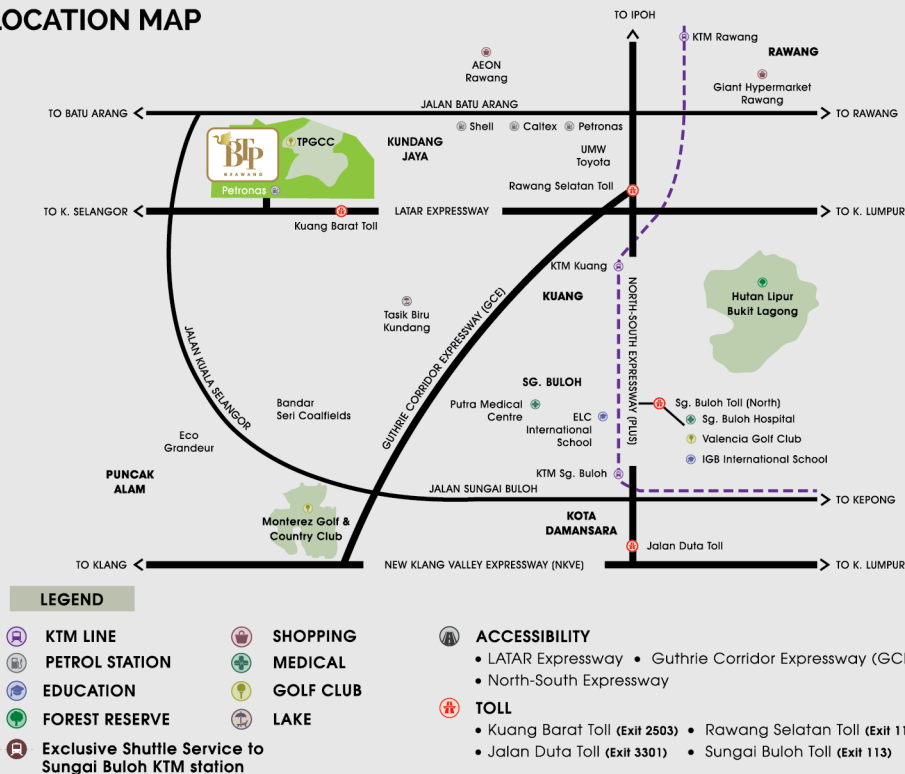 LOCATION MAP
TO IPOH
KTM Rawang
RAWANG
AEON
Rawang
Giant Hypermarket
Rawang
TO BATU ARANG
JALAN BATU ARANG
TO RAWANG
BTP
TPGCC
KUNDANG
JAYA
Shell
Caltex
Petronas
UMW
Toyota
Petronas
Rawang Selatan Toll
TO K. SELANGOR
LATAR EXPRESSWAY
TO K. LUMPUR
Kuang Barat Toll
KTM Kuang
KUANG
Hutan Lipur
Bukit Lagong
Tasik Biru
Kundang
NORTH-SOUTH EXPRESSWAY (PLUS)
GUTHRIE CORRIDOR EXPRESSWAY (GCE)
JALAN KUALA SELANGOR
SG. BULOH
Putra Medical
Centre
ELC
International
School
Sg. Buloh Toll (North)
Sg. Buloh Hospital
Valencia Golf Club
IGB International School
Bandar
Seri Coalfields
Eco
Grandeur
PUNCAK
ALAM
KTM Sg. Buloh
JALAN SUNGAI BULOH
TO KEPONG
Monterez Golf &
Country Club
KOTA
DAMANSARA
Jalan Duta Toll
TO KLANG
NEW KLANG VALLEY EXPRESSWAY (NKVE)
TO K. LUMPUR
LEGEND
KTM LINE
PETROL STATION
EDUCATION
FOREST RESERVE
Exclusive Shuttle Service to
Sungai Buloh KTM station
SHOPPING
MEDICAL
GOLF CLUB
LAKE
ACCESSIBILITY
• LATAR Expressway • Guthrie Corridor Expressway (GCE
• North-South Expressway
TOLL
• Kuang Barat Toll (Exit 2503) • Rawang Selatan Toll (Exit 11
• Jalan Duta Toll (Exit 3301) • Sungai Buloh Toll (Exit 113)